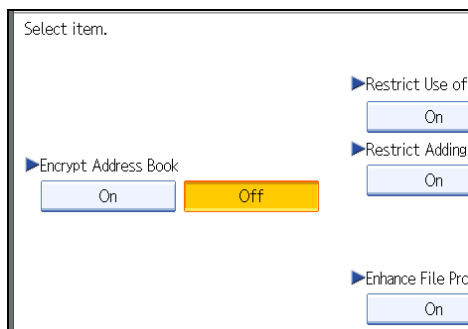 Select item.
▶Restrict Use of
On
▶Restrict Adding
On
▶Encrypt Address Book
On Off
▶Enhance File Pro
On